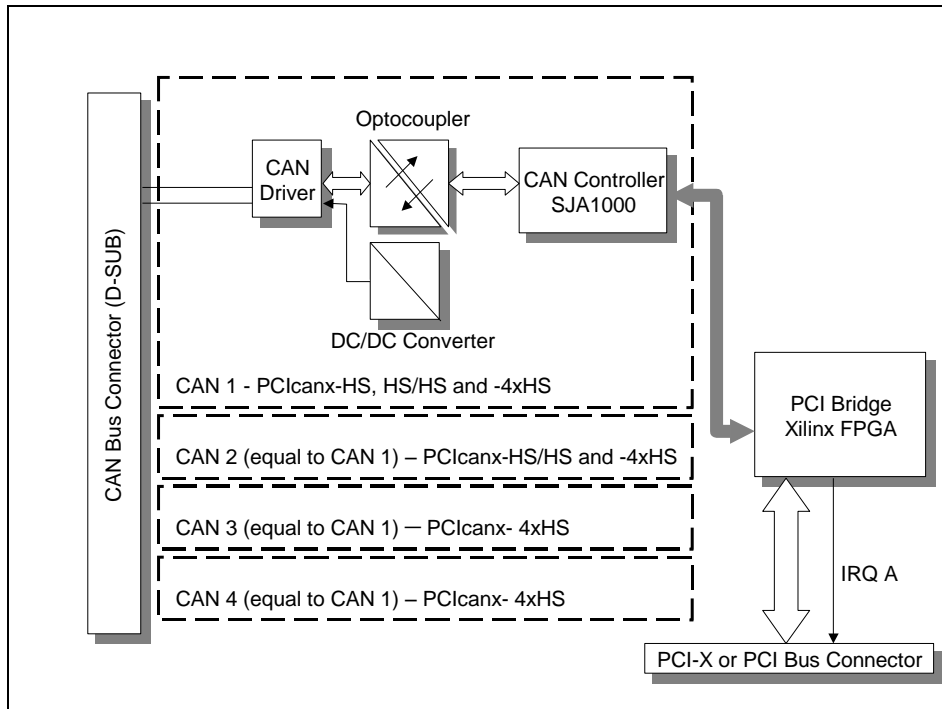 CAN Bus Connector (D-SUB)
Optocoupler
CAN
Driver
CAN Controller
SJA1000
DC/DC Converter
CAN 1 - PCIcanx-HS, HS/HS and -4xHS
CAN 2 (equal to CAN 1) – PCIcanx-HS/HS and -4xHS
CAN 3 (equal to CAN 1) — PCIcanx- 4xHS
CAN 4 (equal to CAN 1) – PCIcanx- 4xHS
PCI Bridge
Xilinx FPGA
IRQ A
PCI-X or PCI Bus Connector